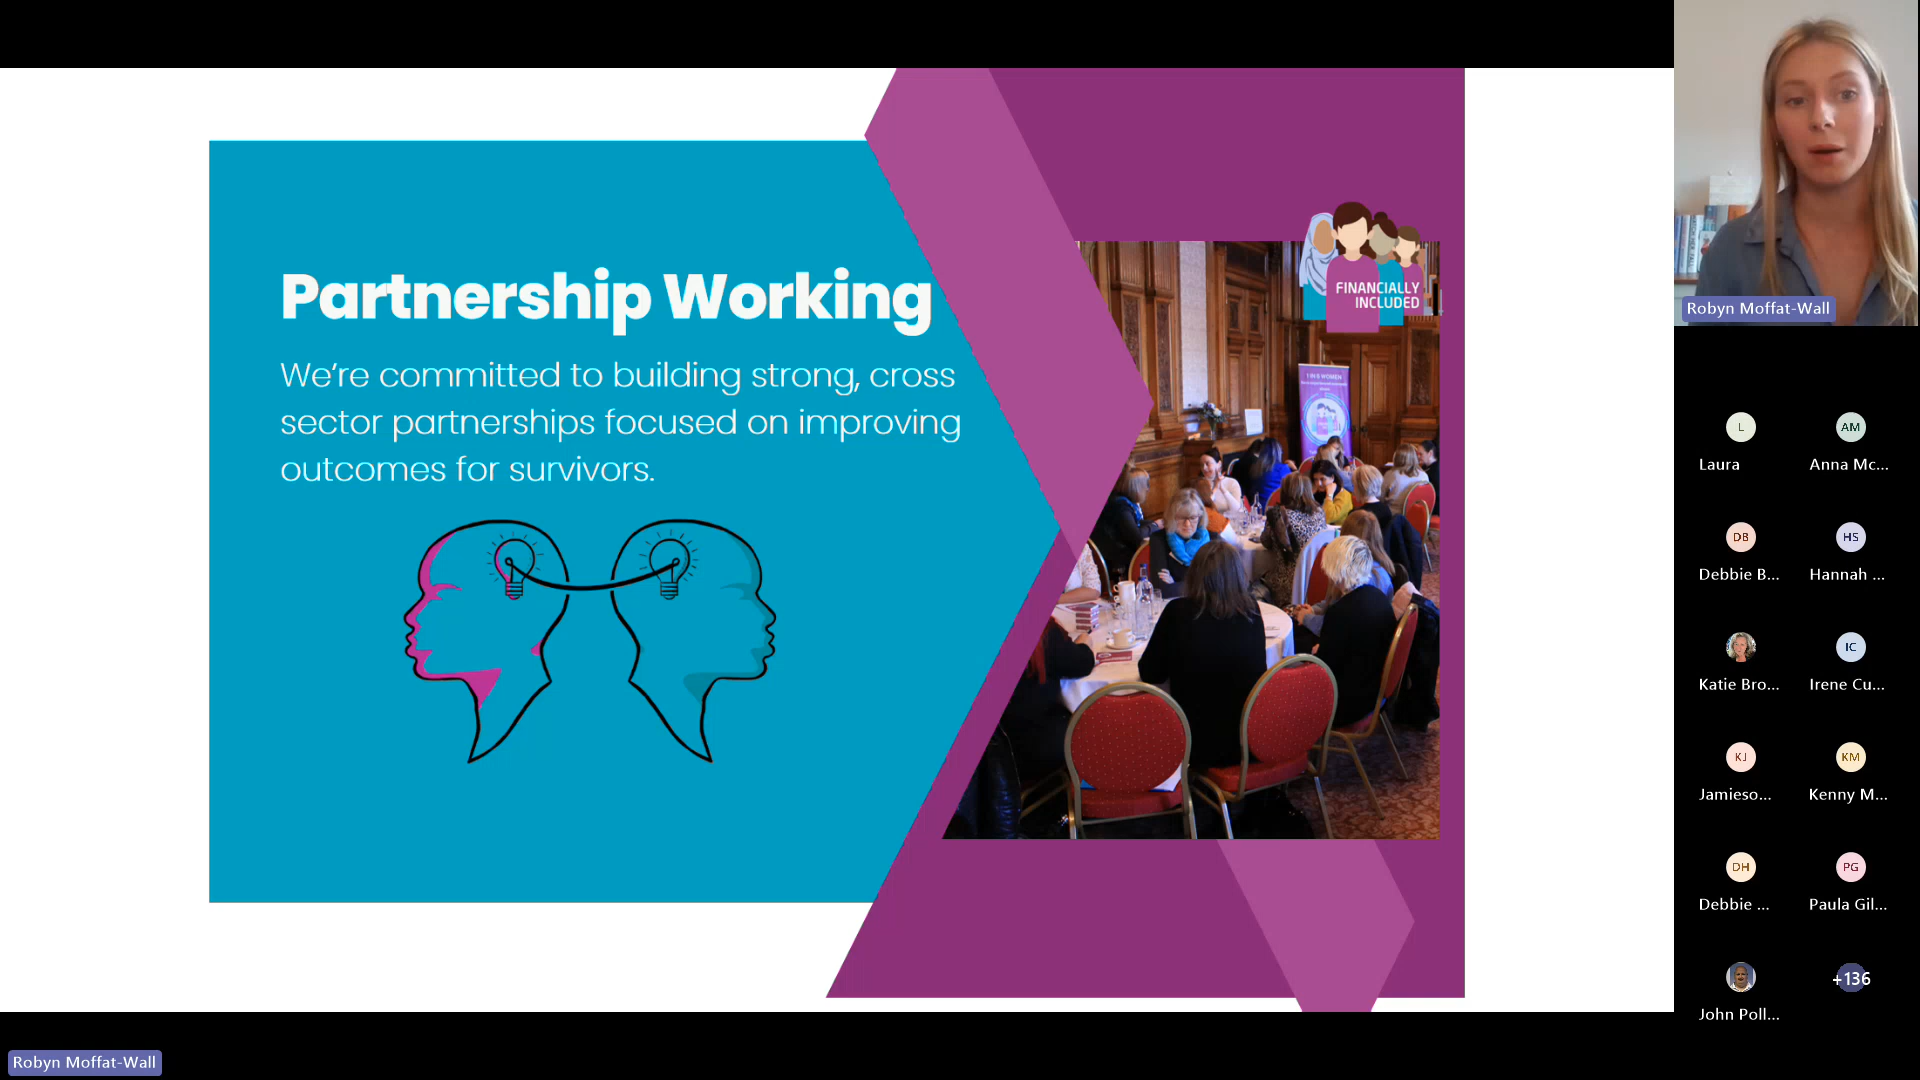 Partnership Working
We're committed to building strong, cross
sector partnerships focused on improving
outcomes for survivors.
FINANCIALLY
INCLUDED
Robyn Moffat-Wall
L
AM
Laura
Anna Mc...
DB
HS
Debbie B...
Hannah ...
IC
Katie Bro...
Irene Cu...
KJ
KM
Jamieso...
Kenny M...
DH
PG
Debbie ...
Paula Gil...
+136
John Poll...
Robyn Moffat-Wall